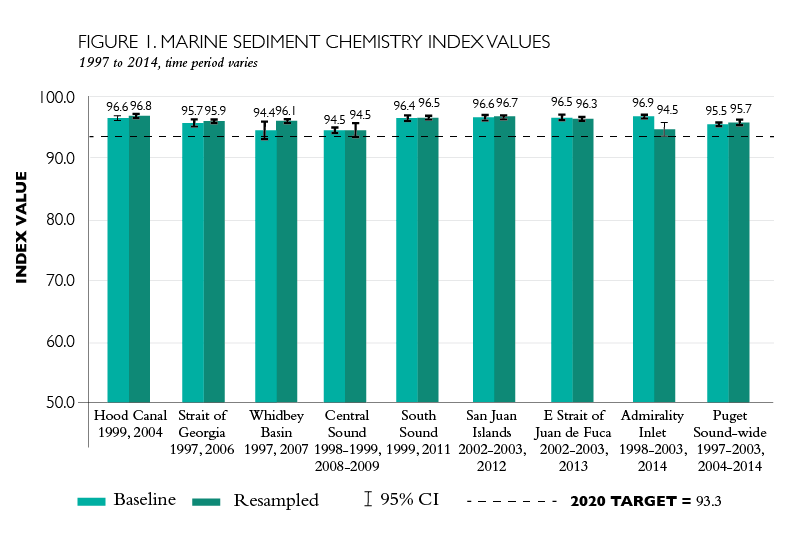 FIGURE 1. MARINE SEDIMENT CHEMISTRY INDEX VALUES
1997 to 2014, time period varies
INDEX VALUE
100.0
90.0
80.0
70.0
60.0
50.0
96.6 96.8
95.7 95.9
94.4 96.1
94.5 94.5
96.4 96.5
96.6 96.7
96.5 96.3
96.9 94.5
95.5 95.7
Hood Canal
1999, 2004
Strait of
Georgia
1997, 2006
Whidbey
Basin
1997, 2007
Central
Sound
1998–1999,
2008–2009
South
Sound
1999, 2011
San Juan
Islands
2002–2003,
2012
E Strait of
Juan de Fuca
2002–2003,
2013
Admirality
Inlet
1998–2003,
2014
Puget
Sound-wide
1997–2003,
2004–2014
Baseline Resampled 95% CI 2020 TARGET = 93.3